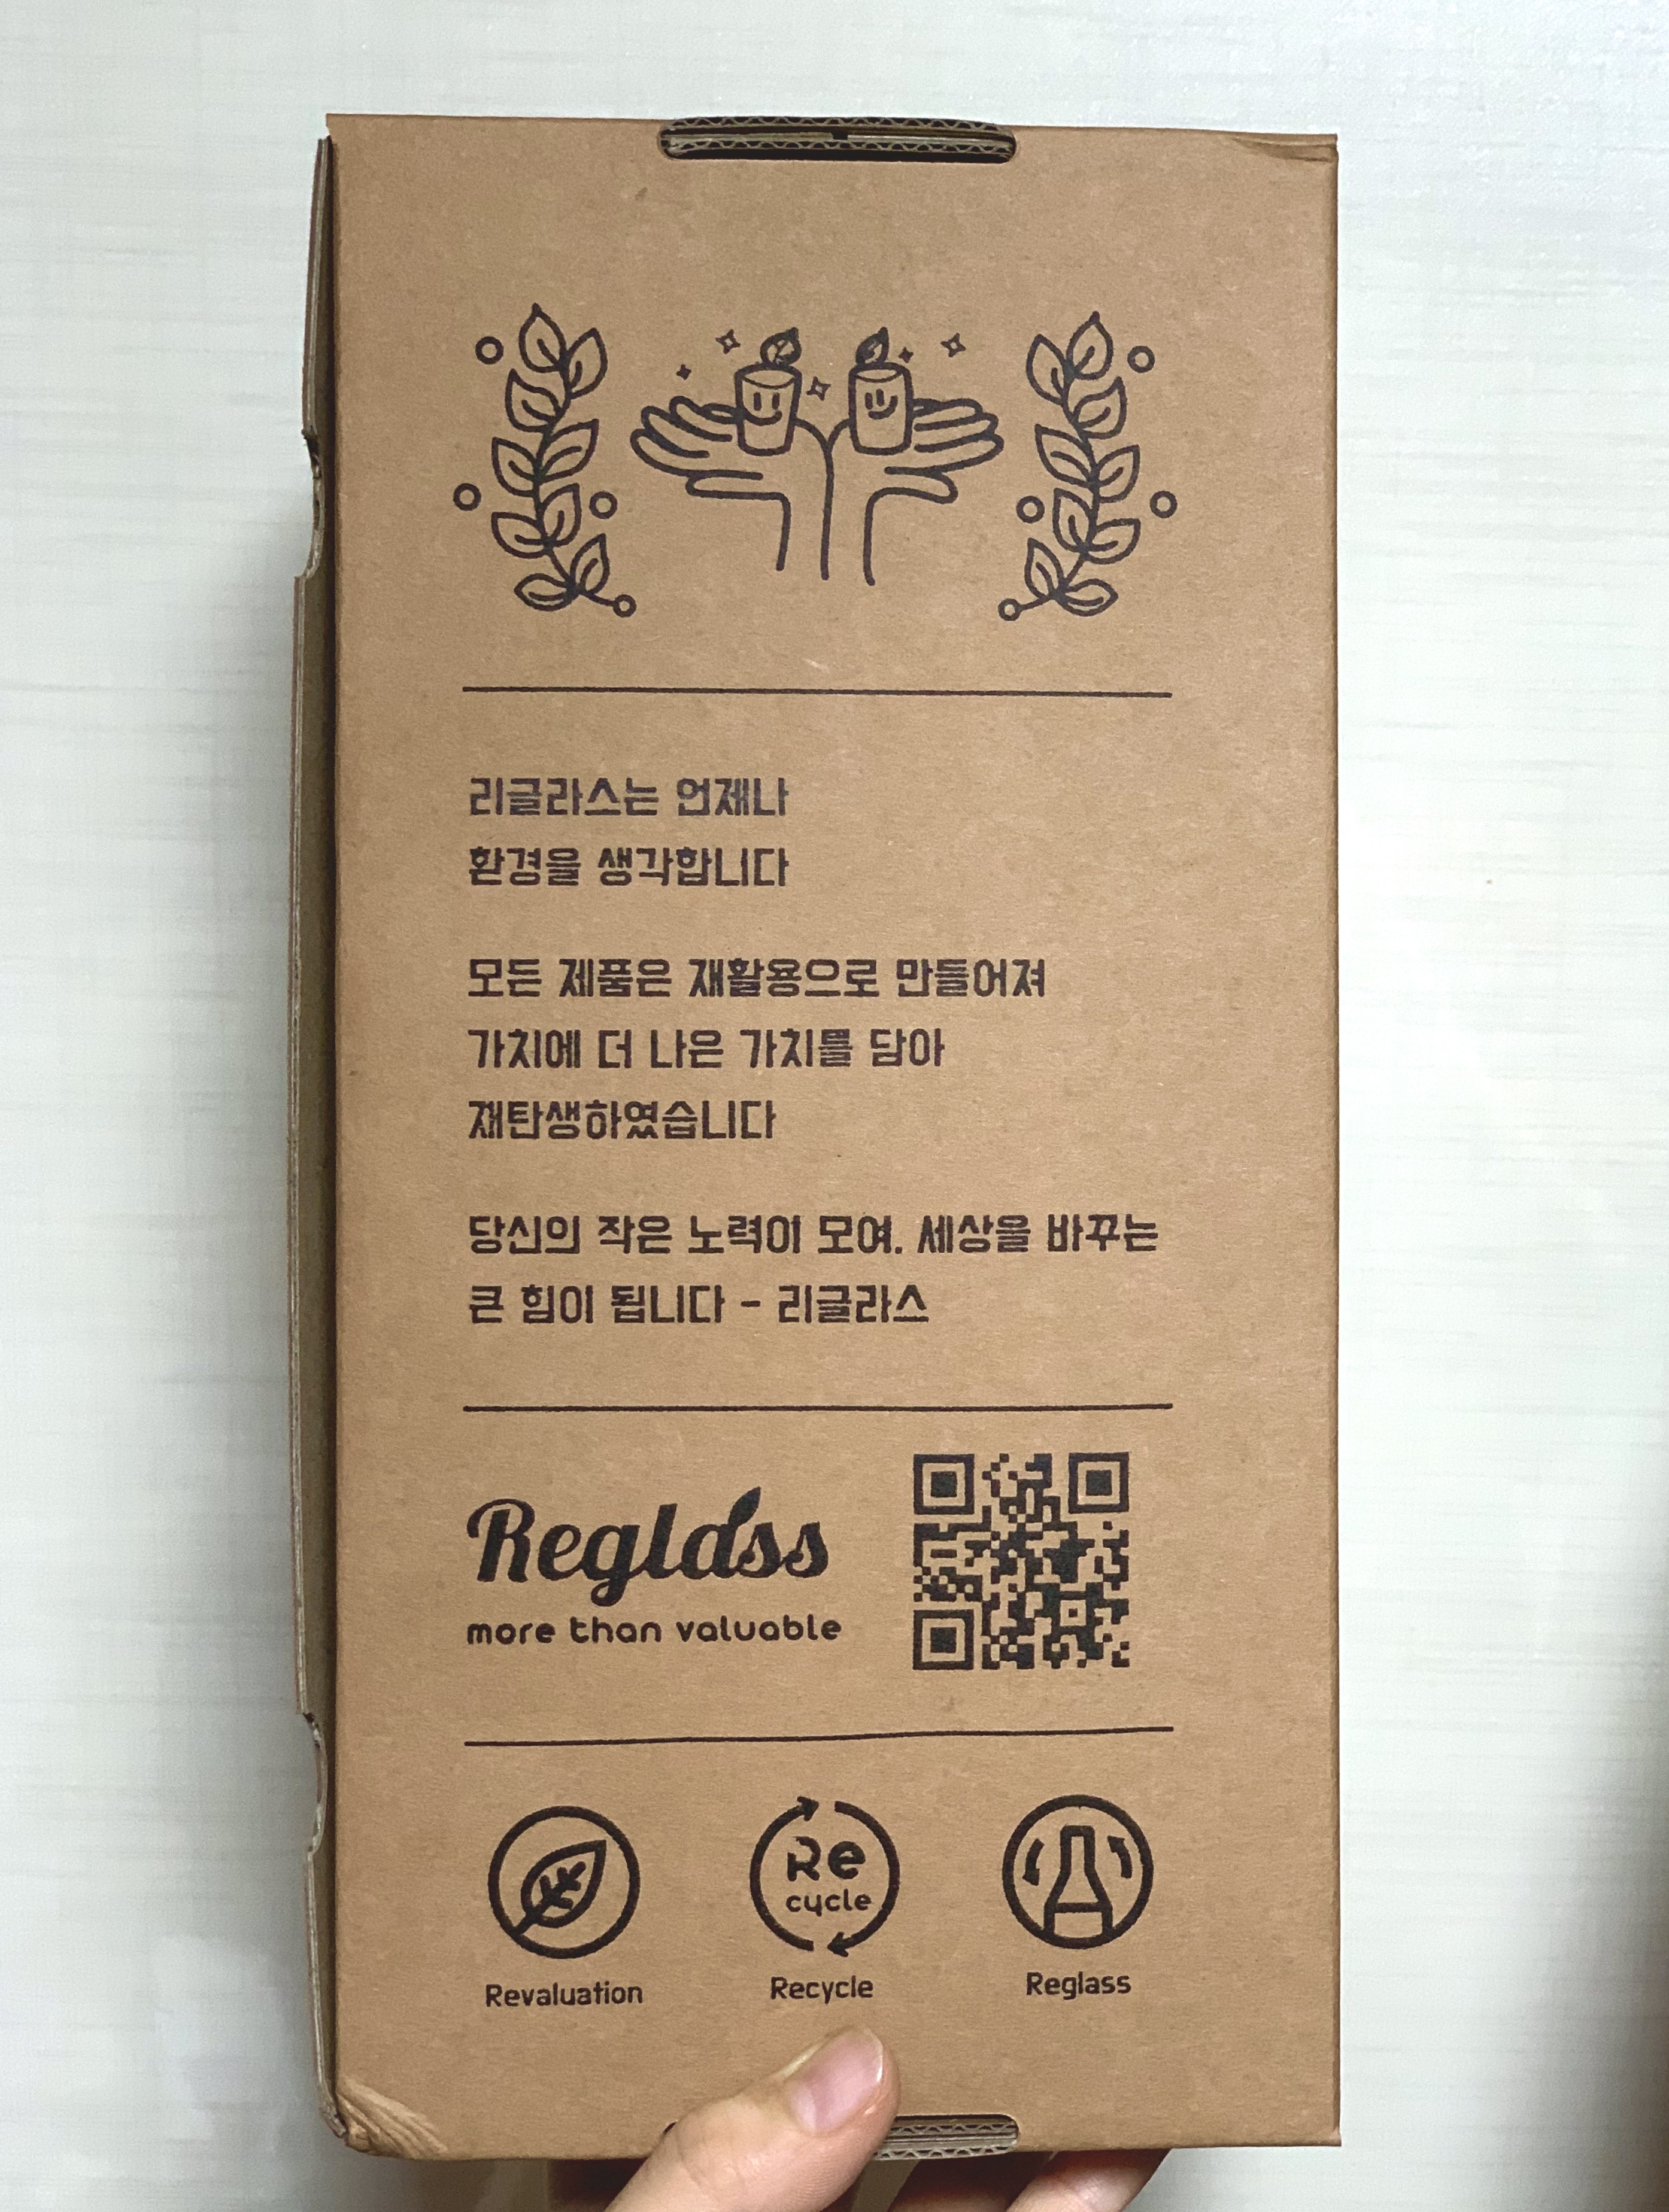 리글라스는 언제나
환경을 생각합니다
모든 제품은 재활용으로 만들어져
가치에 더 나은 가치를 담아
재탄생하였습니다
당신의 작은 노력이 모여. 세상을 바꾸는
큰 힘이 됩니다 - 리글라스
Reglass
more than valuable
Re
cycle
Revaluation
Recycle
Reglass